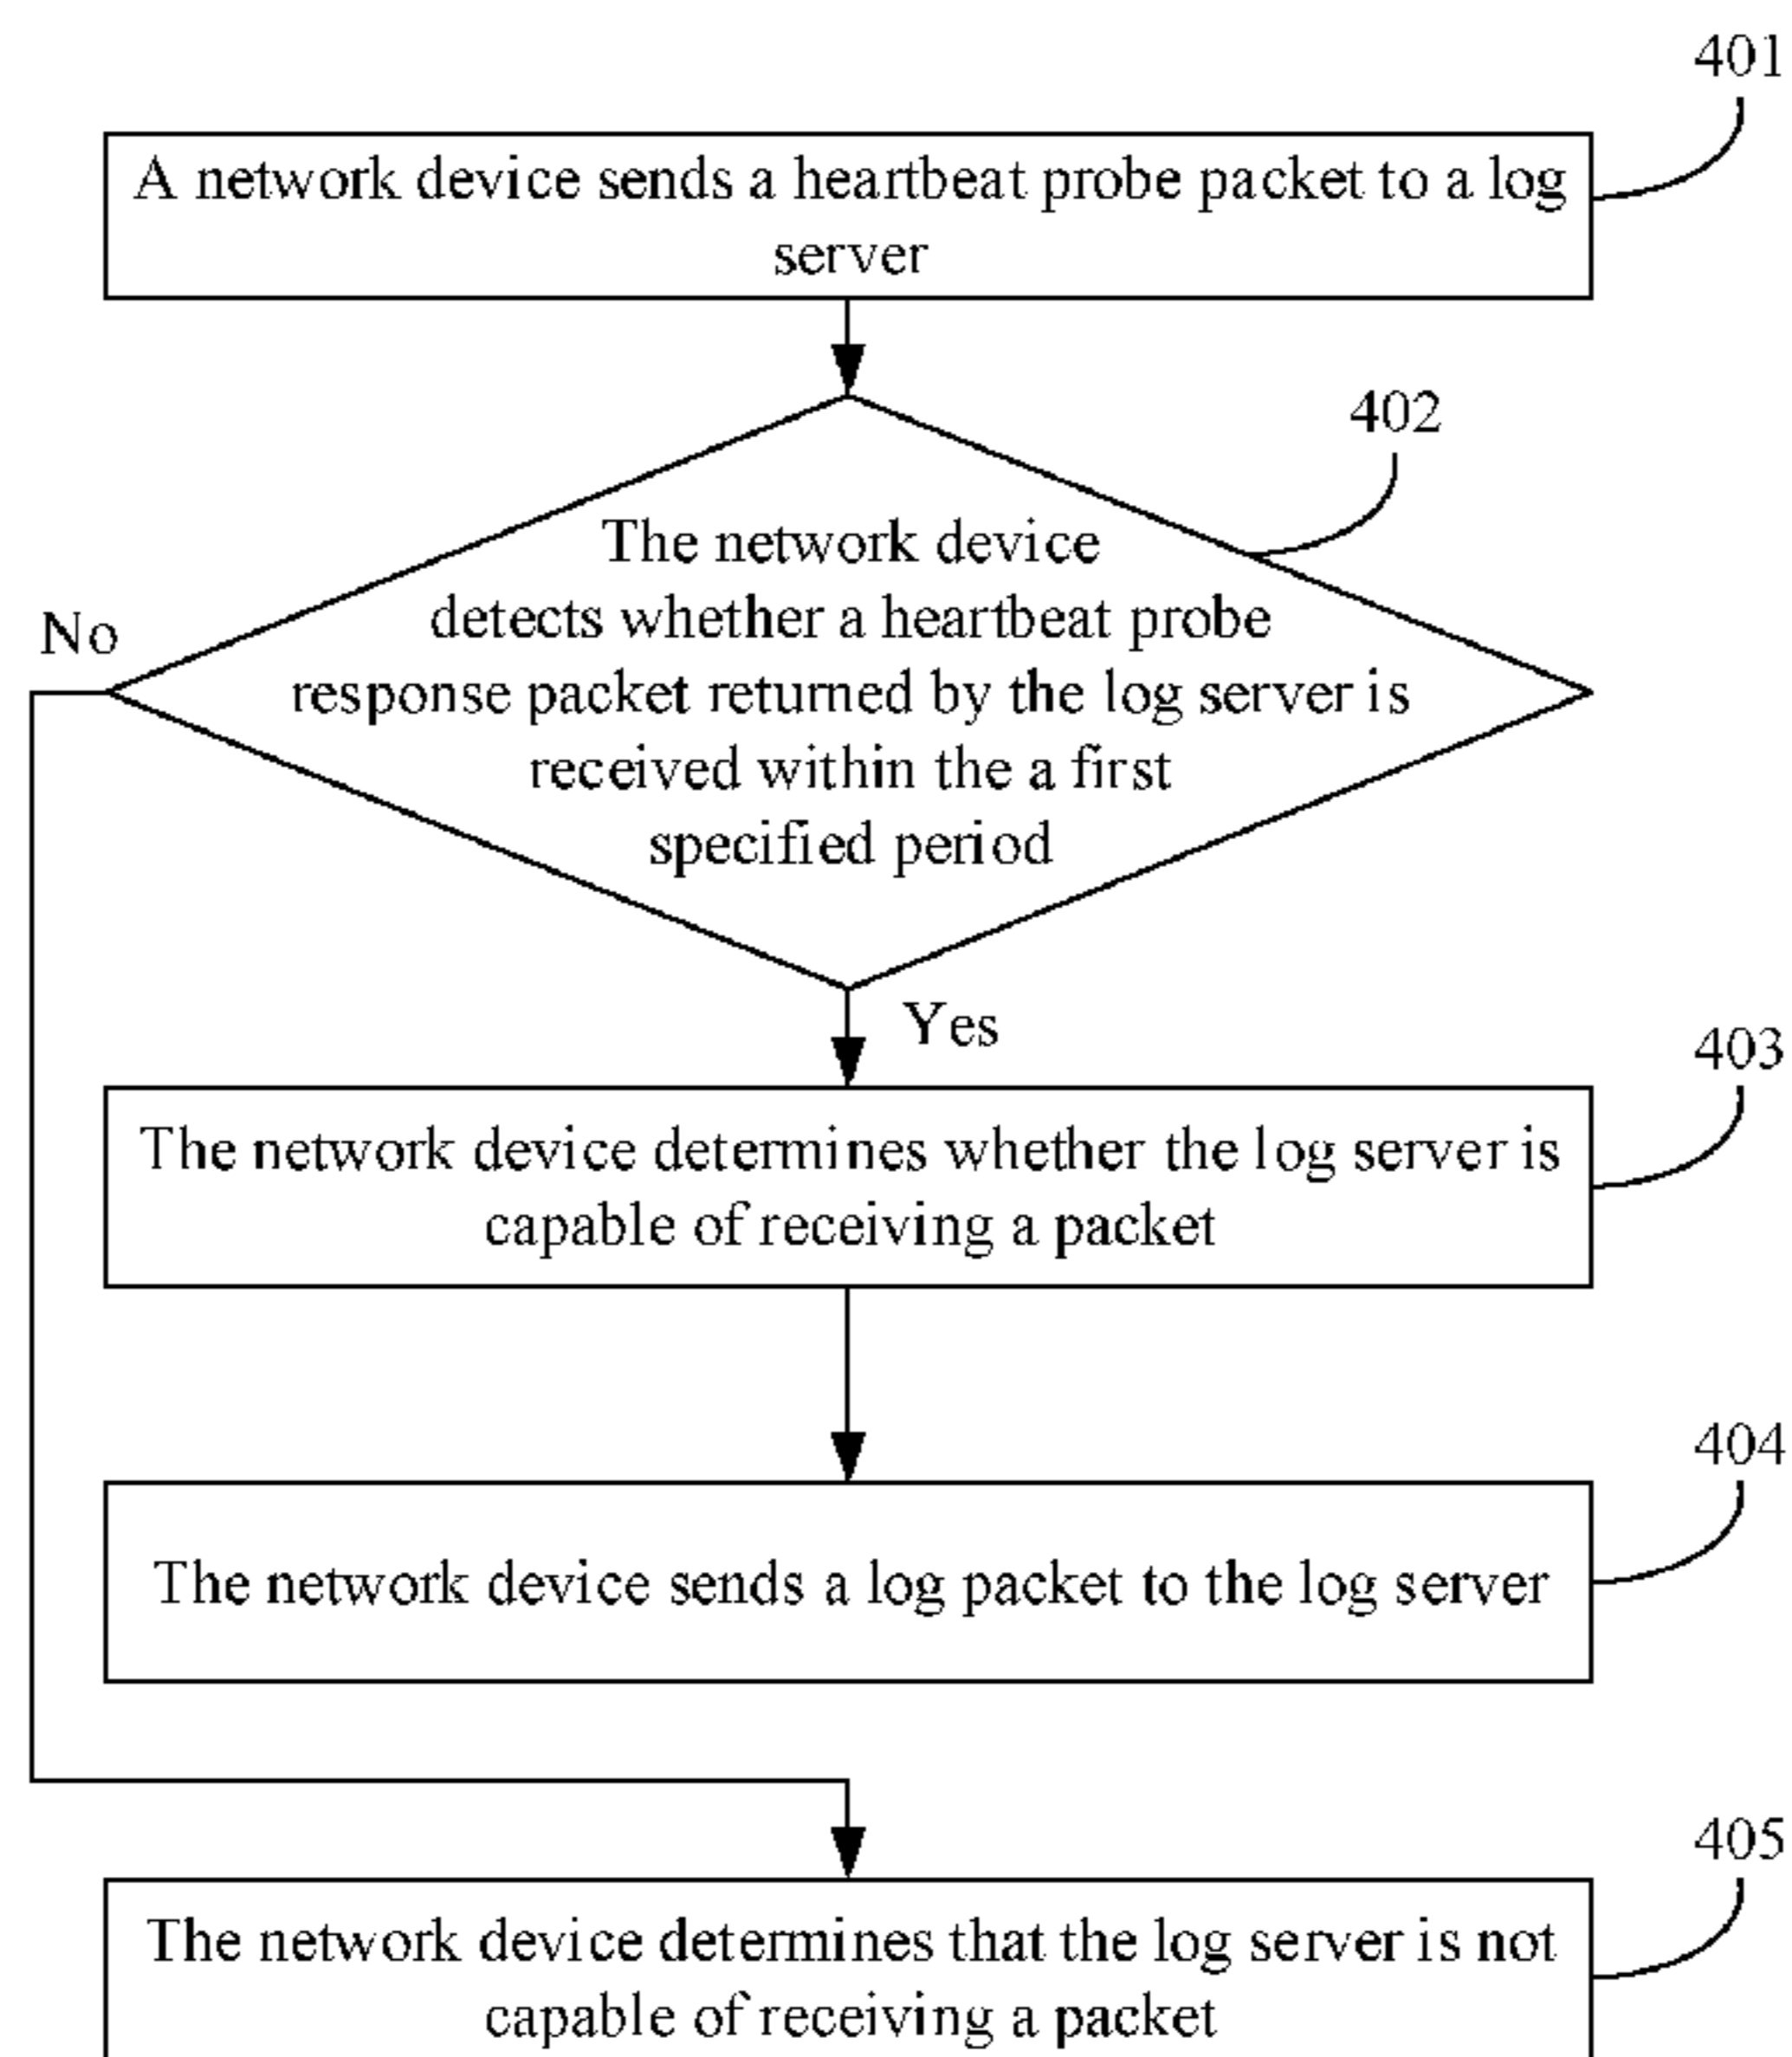 401
A network device sends a heartbeat probe packet to a log
server
402
The network device
detects whether a heartbeat probe
response packet returned by the log server is
received within the a first
specified period
No
Yes
403
The network device determines whether the log server is
capable of receiving a packet
404
The network device sends a log packet to the log server
405
The network device determines that the log server is not
capable of receiving a packet